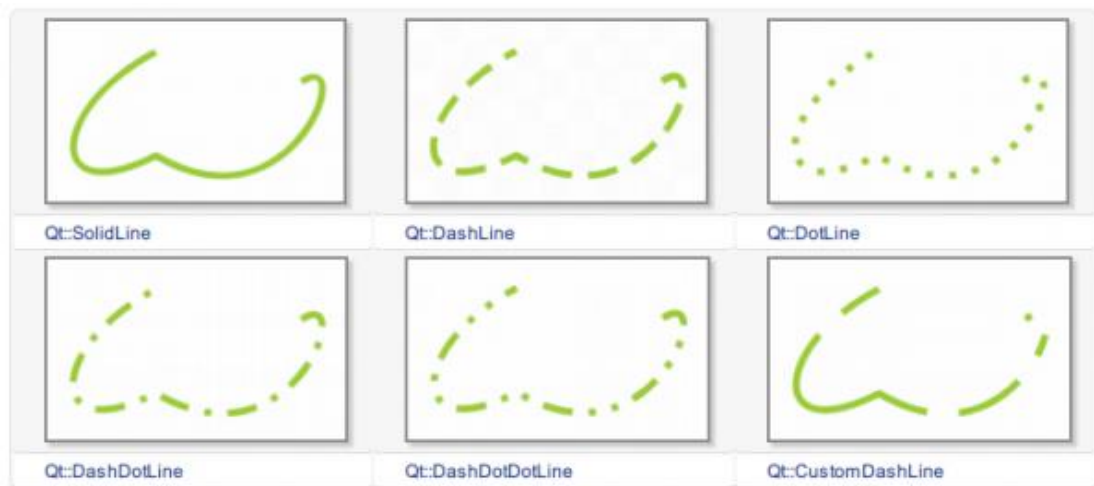 Qt::SolidLine
Qt::DashLine
Qt::DotLine
Qt::DashDotLine
Qt::DashDotDotLine
Qt::CustomDashLine